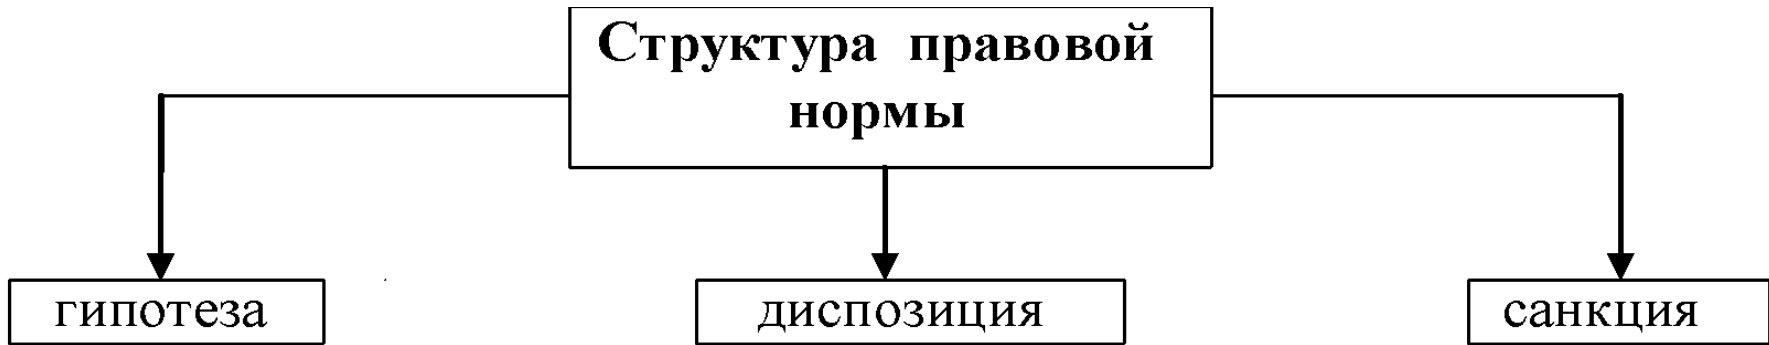 Структура правовой
нормы
гипотеза
диспозиция
санкция